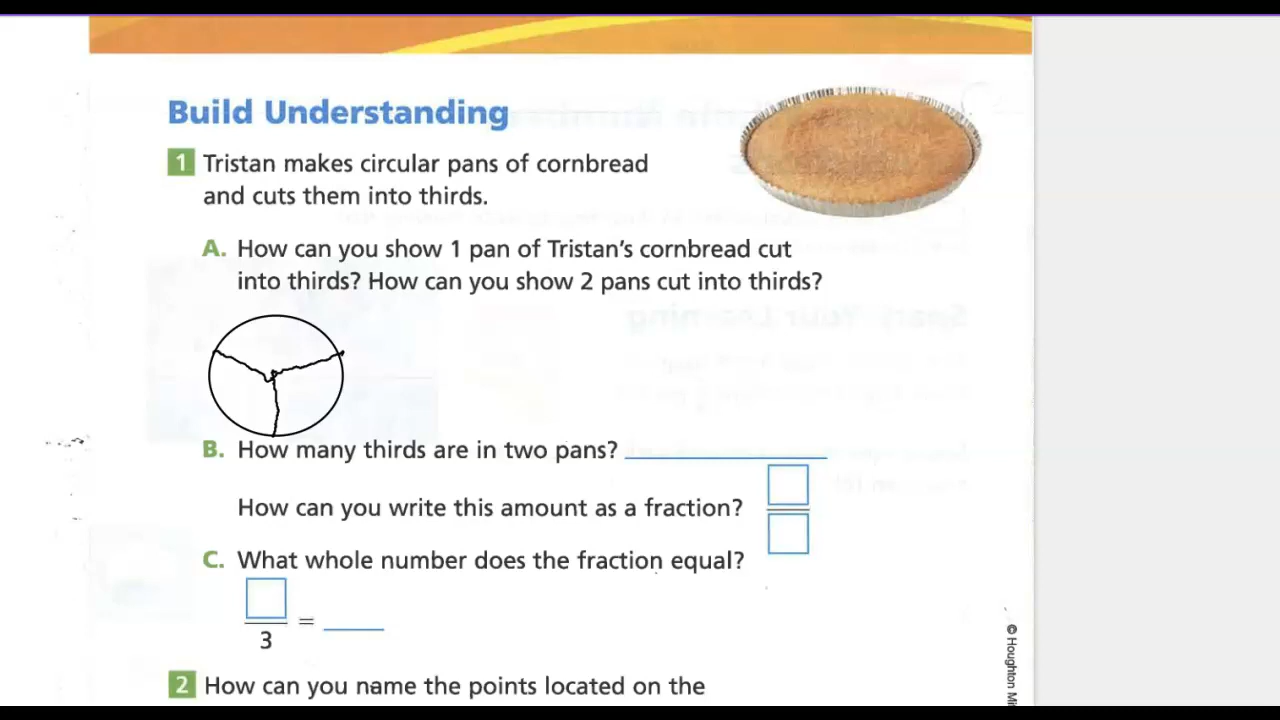 Build Understanding
1 Tristan makes circular pans of cornbread
and cuts them into thirds.
A. How can you show 1 pan of Tristan’s cornbread cut
into thirds? How can you show 2 pans cut into thirds?
B. How many thirds are in two pans?
How can you write this amount as a fraction?
C. What whole number does the fraction equal?
3 =
2 How can you name the points located on the
© Houghton